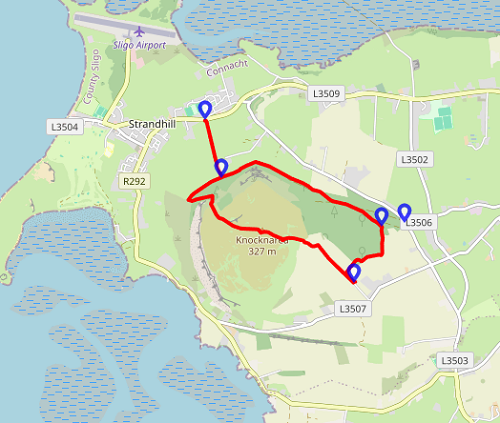 Sligo Airport
County Sligo
Connacht
L3509
L3504
Strandhill
L3502
R292
L3506
Knocknarea
327 m
L3507
L3503